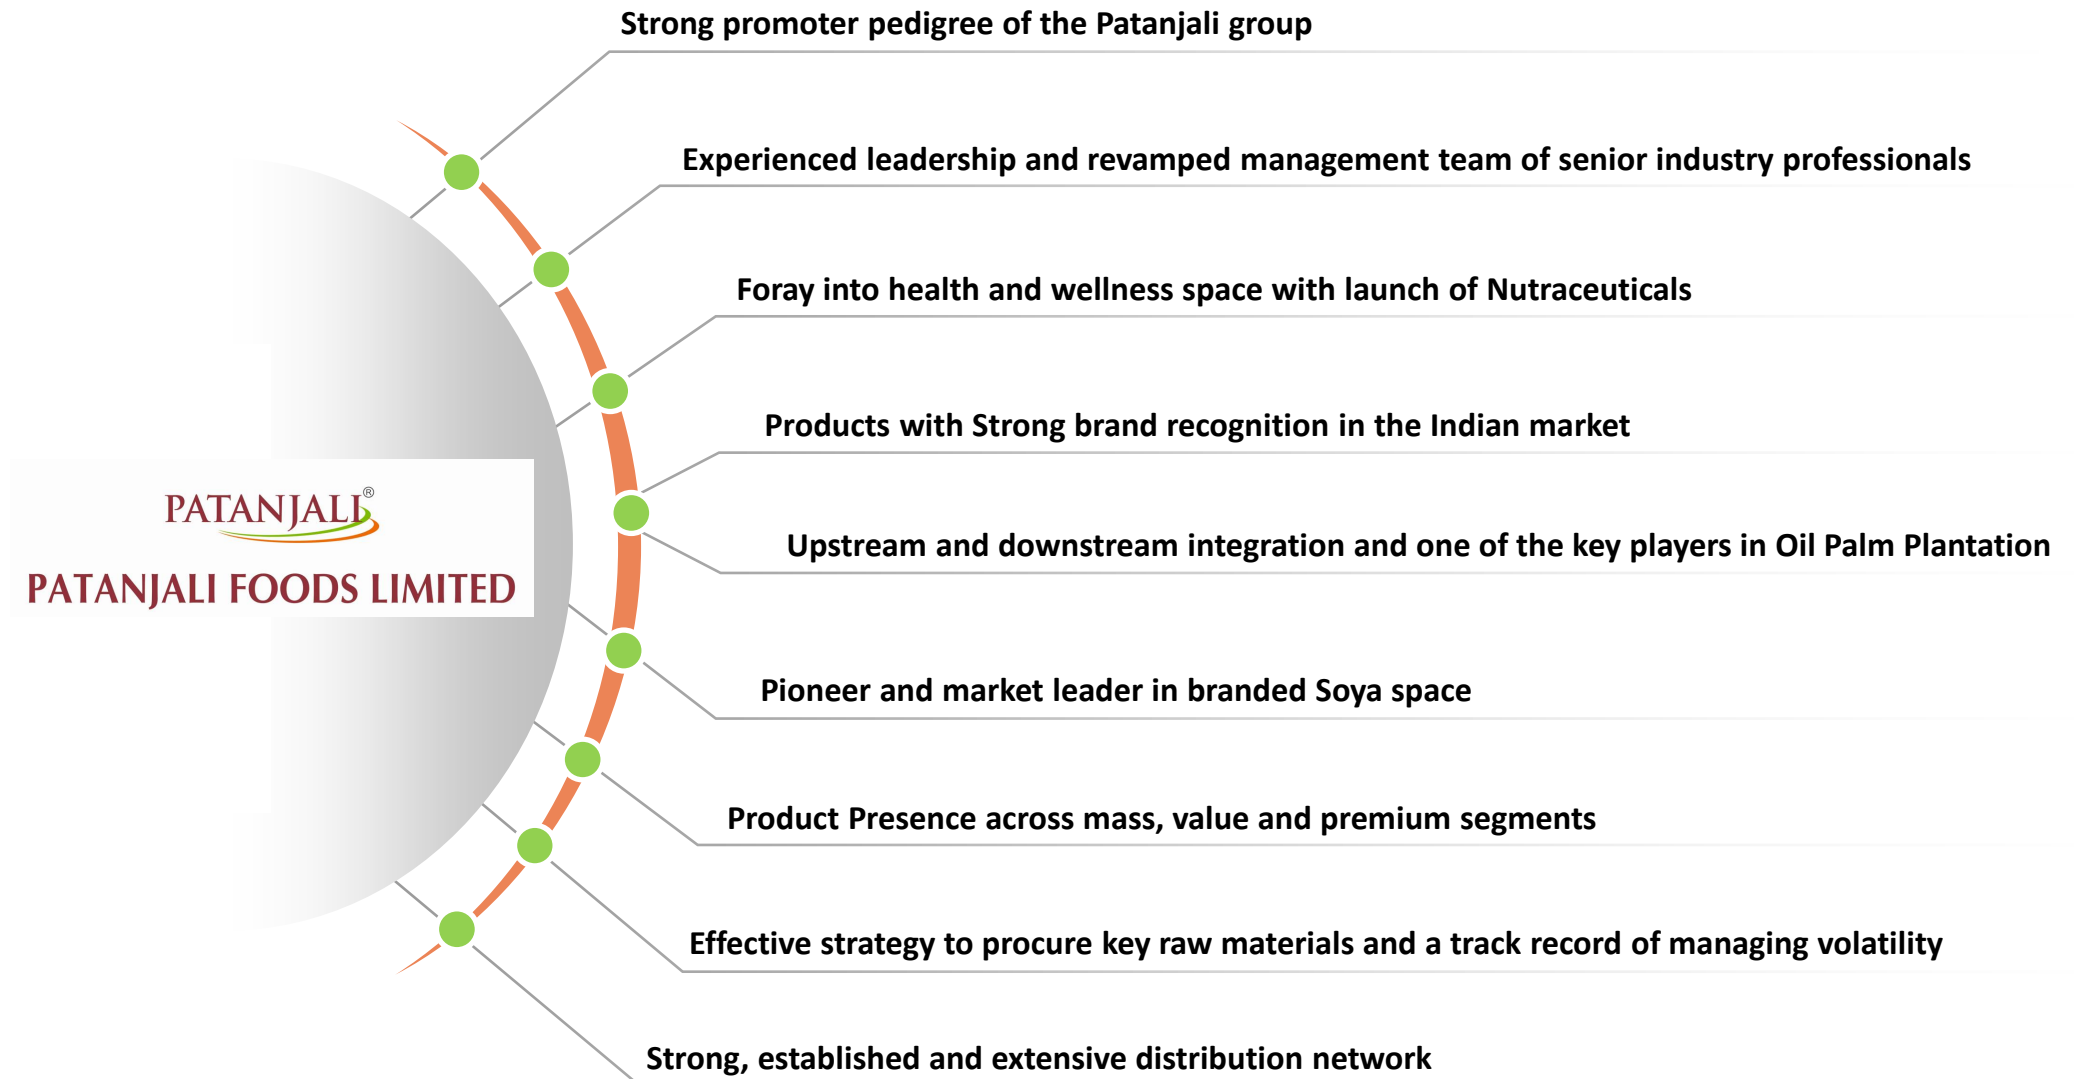 Strong promoter pedigree of the Patanjali group
Experienced leadership and revamped management team of senior industry professionals
Foray into health and wellness space with launch of Nutraceuticals
Products with Strong brand recognition in the Indian market
PATANJALI®
PATANJALI FOODS LIMITED
Upstream and downstream integration and one of the key players in Oil Palm Plantation
Pioneer and market leader in branded Soya space
Product Presence across mass, value and premium segments
Effective strategy to procure key raw materials and a track record of managing volatility
Strong, established and extensive distribution network